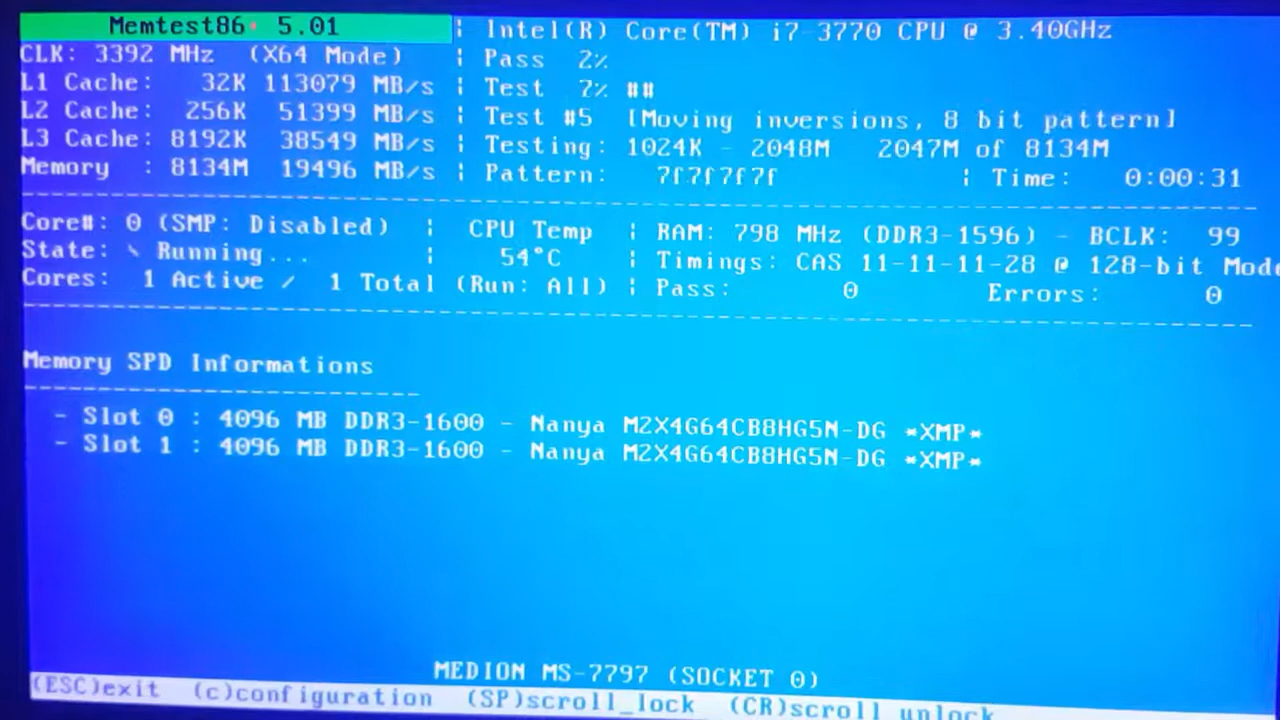 Memtest86+ 5.01 | Intel(R) Core(TM) i7-3770 CPU @ 3.40GHz
CLK: 3392 MHz (X64 Mode) | Pass 2%
L1 Cache: 32K 113079 MB/s | Test 7% ##
L2 Cache: 256K 51399 MB/s | Test #5 [Moving inversions, 8 bit pattern]
L3 Cache: 8192K 38549 MB/s | Testing: 1024K - 2048M 2047M of 8134M
Memory : 8134M 19496 MB/s | Pattern: 7f7f7f7f | Time: 0:00:31
Core#: 0 (SMP: Disabled) | CPU Temp | RAM: 798 MHz (DDR3-1596) - BCLK: 99
State: \ Running... | 54°C | Timings: CAS 11-11-11-28 @ 128-bit Mode
Cores: 1 Active / 1 Total (Run: All) | Pass: 0 Errors: 0
Memory SPD Informations
- Slot 0 : 4096 MB DDR3-1600 - Nanya M2X4G64CB8HG5N-DG *XMP*
- Slot 1 : 4096 MB DDR3-1600 - Nanya M2X4G64CB8HG5N-DG *XMP*
MEDION MS-7797 (SOCKET 0)
(ESC)exit (c)configuration (SP)scroll_lock (CR)scroll_unlock